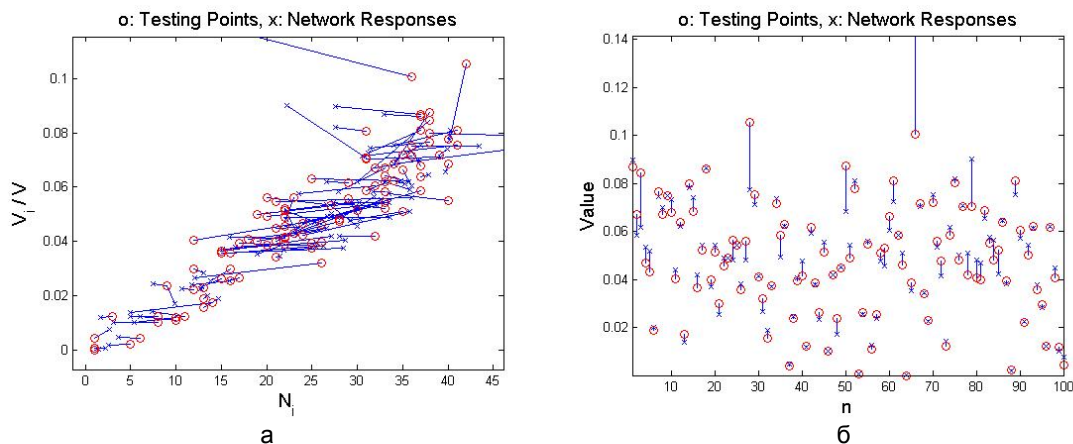 o: Testing Points, x: Network Responses
0.1
0.08
0.06
0.04
0.02
0
V_i / V
0 5 10 15 20 25 30 35 40 45
N_i
а
o: Testing Points, x: Network Responses
0.14
0.12
0.1
0.08
0.06
0.04
0.02
Value
10 20 30 40 50 60 70 80 90 100
n
б